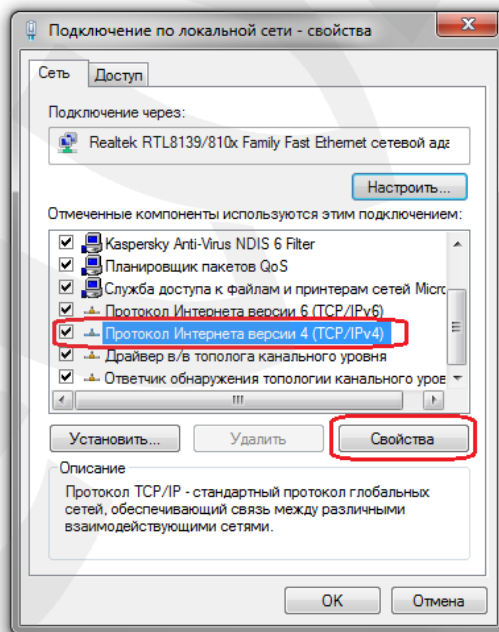 Подключение по локальной сети - свойства
Сеть
Доступ
Подключение через:
Realtek RTL8139/810x Family Fast Ethernet сетевой ада
Настроить...
Отмеченные компоненты используются этим подключением:
Kaspersky Anti-Virus NDIS 6 Filter
Планировщик пакетов QoS
Служба доступа к файлам и принтерам сетей Micro
Протокол Интернета версии 6 (TCP/IPv6)
Протокол Интернета версии 4 (TCP/IPv4)
Драйвер в/в тополога канального уровня
Ответчик обнаружения топологии канального уров
Установить...
Удалить
Свойства
Описание
Протокол TCP/IP - стандартный протокол глобальных
сетей, обеспечивающий связь между различными
взаимодействующими сетями.
OK
Отмена